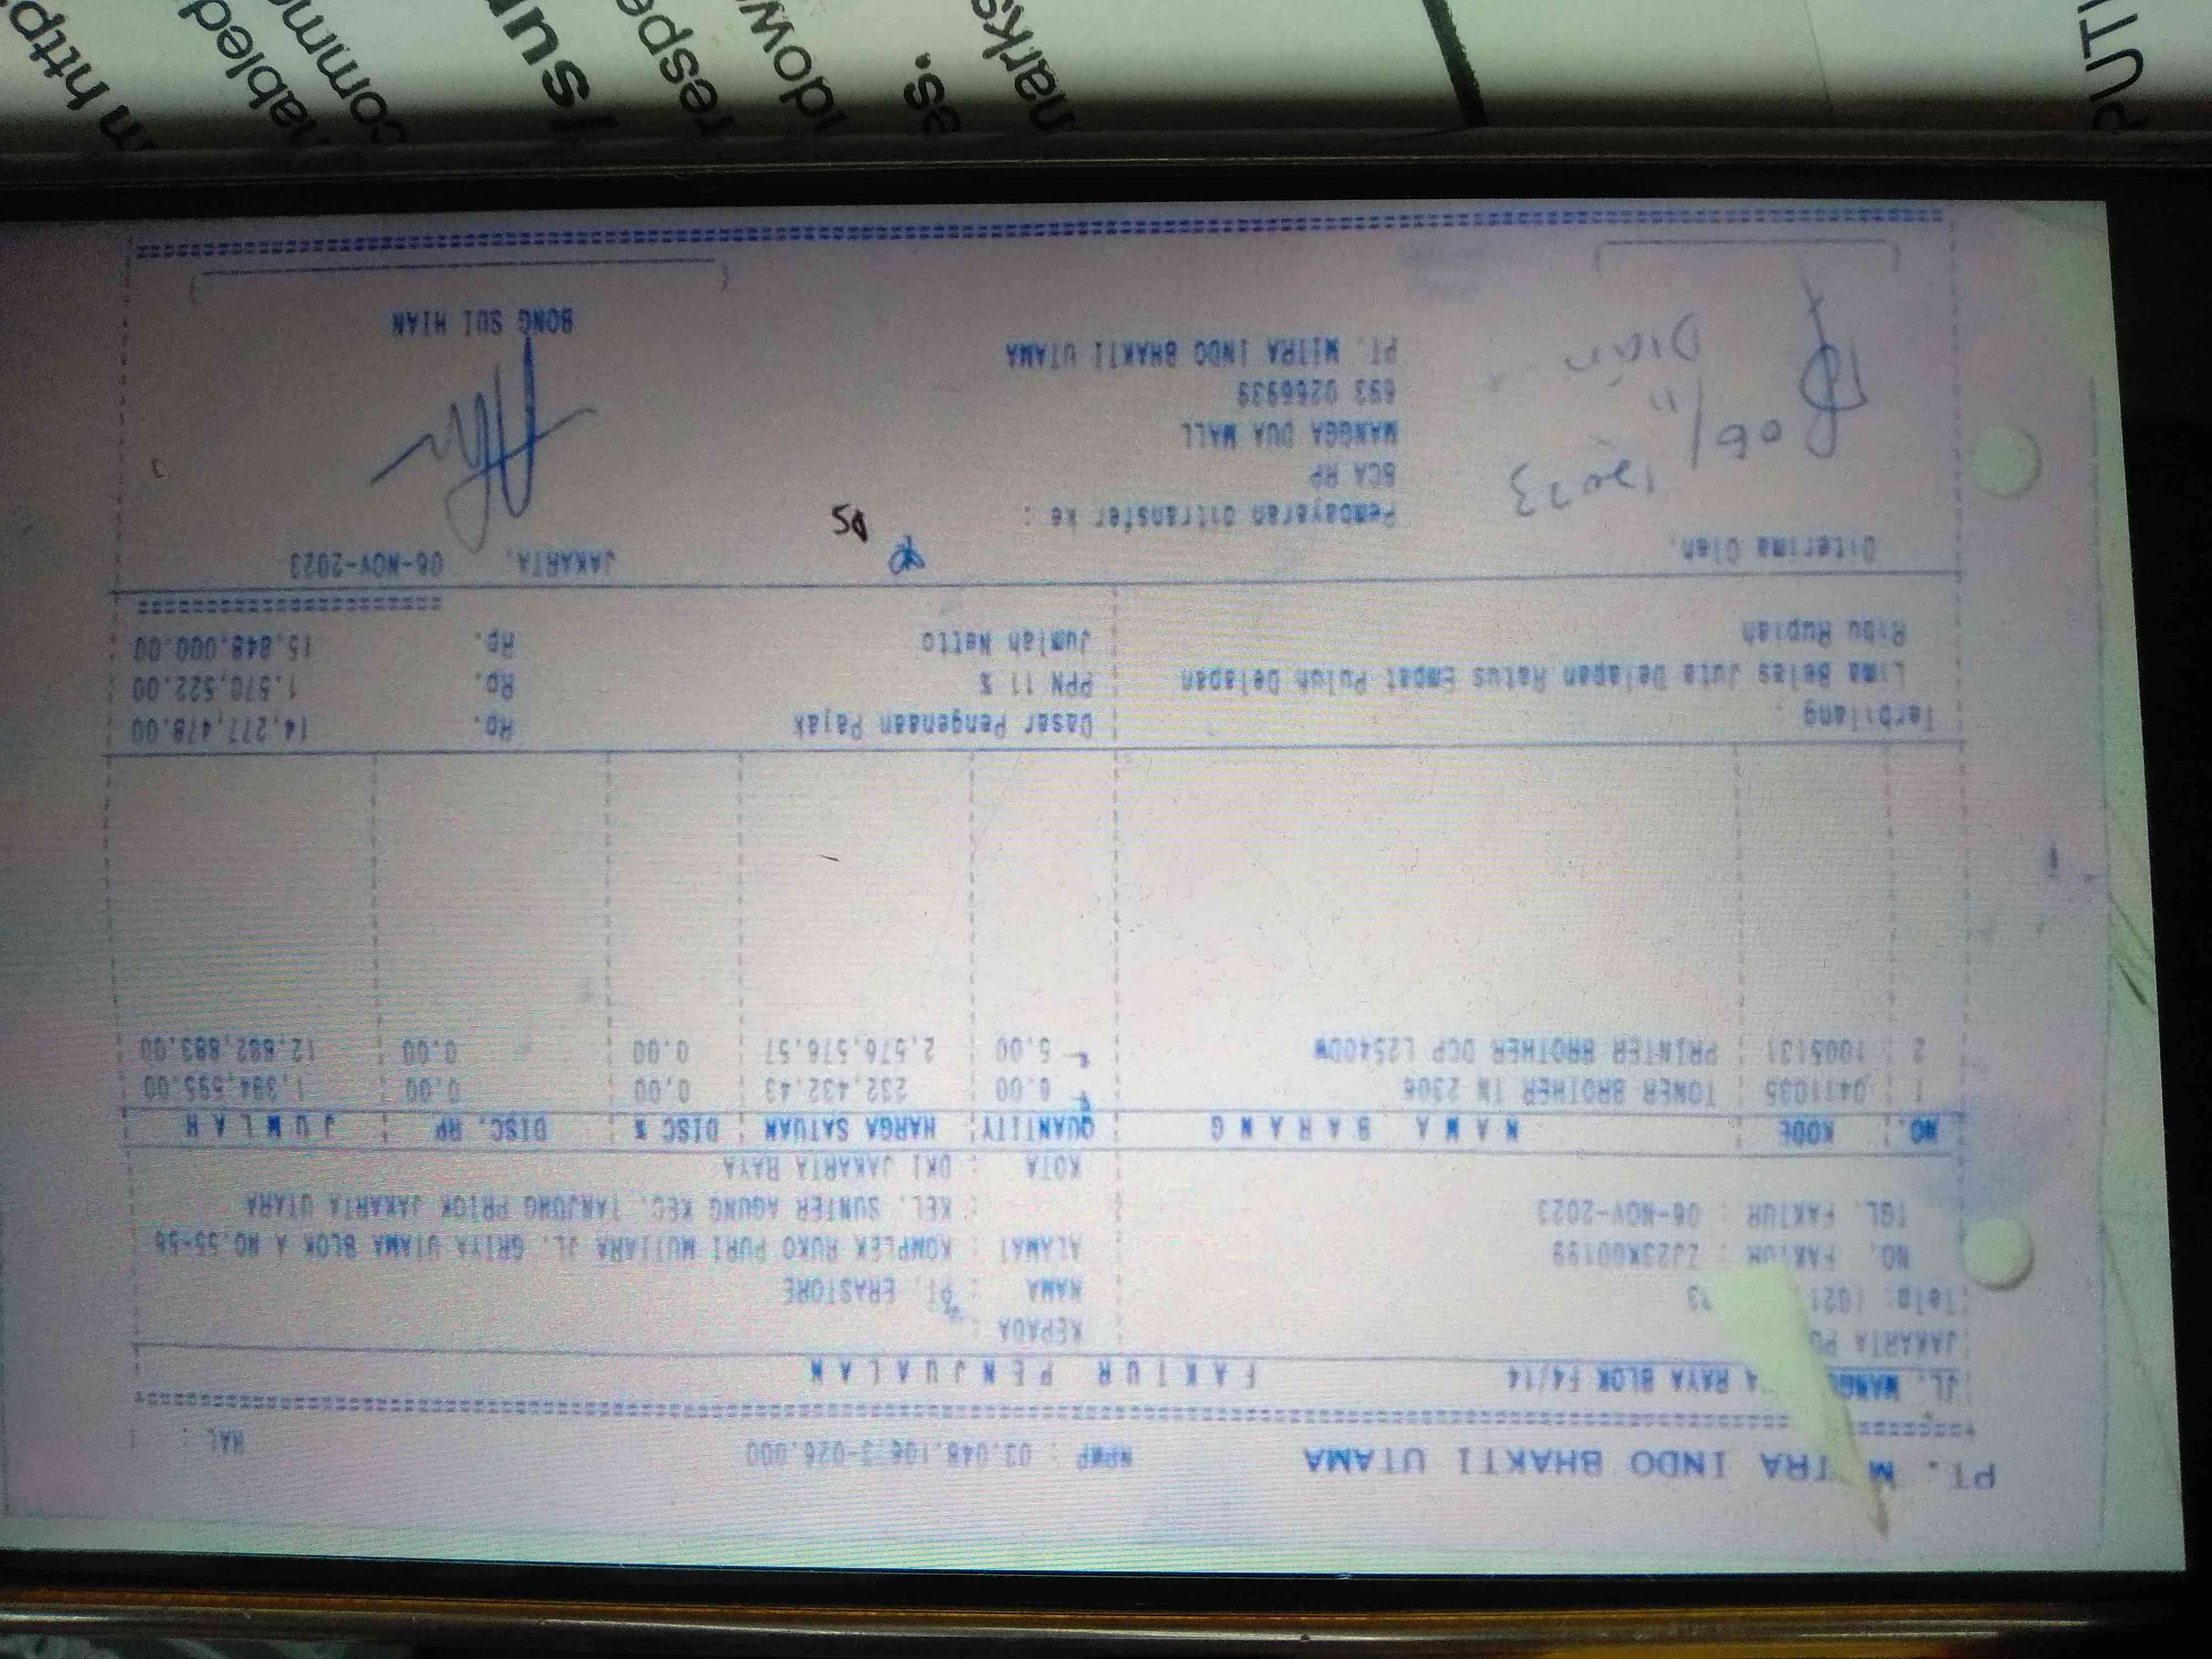 PT. M TRA INDO BHAKTI UTAMA
NPWP : 03.048.106.3-026.000
HAL :
JL. RAYA BLOK F4/14
FAKTUR PENJUALAN
JAKARTA
Telp: (021
KEPADA :
NAMA : PT. ERASTORE
NO. FAKTUR : ZJ23K00199
ALAMAT : KOMPLEK RUKO PURI MUTIARA JL. GRIYA UTAMA BLOK A NO.55-56
TGL. FAKTUR : 06-NOV-2023
: KEL. SUNTER AGUNG KEC. TANJUNG PRIOK JAKARTA UTARA
KOTA : DKI JAKARTA RAYA
NO. KODE NAMA BARANG QUANTITY HARGA SATUAN DISC % DISC. RP JUMLAH
1 0411035 TONER BROTHER TN 2306 232,432.43 0.00 0.00 1,394,595.00
2 1005131 PRINTER BROTHER DCP L2540DW 5.00 2,576,576.57 0.00 0.00 12,882,883.00
Terbilang :
Lima Belas Juta Delapan Ratus Empat Puluh Delapan
Ribu Rupiah
Dasar Pengenaan Pajak Rp. 14,277,478.00
PPN 11 % Rp. 1,570,522.00
Jumlah Netto Rp. 15,848,000.00
Diterima Oleh,
06/11
2023
Dian
Pembayaran ditransfer ke :
BCA RP
MANGGA DUA MALL
693 0266939
PT. MITRA INDO BHAKTI UTAMA
JAKARTA, 06-NOV-2023
BONG SUI HIAN